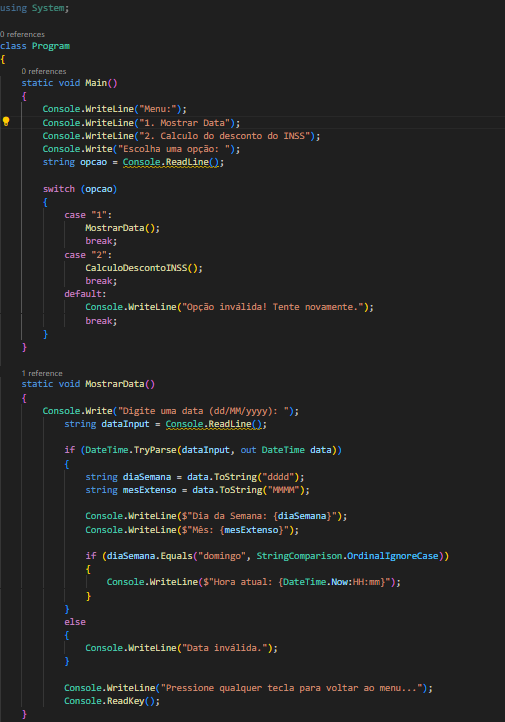 using System;
0 references
class Program
{
0 references
static void Main()
{
Console.WriteLine("Menu:");
Console.WriteLine("1. Mostrar Data");
Console.WriteLine("2. Calculo do desconto do INSS");
Console.Write("Escolha uma opção: ");
string opcao = Console.ReadLine();
switch (opcao)
{
case "1":
MostrarData();
break;
case "2":
CalculoDescontoINSS();
break;
default:
Console.WriteLine("Opção inválida! Tente novamente.");
break;
}
}
1 reference
static void MostrarData()
{
Console.Write("Digite uma data (dd/MM/yyyy): ");
string dataInput = Console.ReadLine();
if (DateTime.TryParse(dataInput, out DateTime data))
{
string diaSemana = data.ToString("dddd");
string mesExtenso = data.ToString("MMMM");
Console.WriteLine($"Dia da Semana: {diaSemana}");
Console.WriteLine($"Mês: {mesExtenso}");
if (diaSemana.Equals("domingo", StringComparison.OrdinalIgnoreCase))
{
Console.WriteLine($"Hora atual: {DateTime.Now:HH:mm}");
}
}
else
{
Console.WriteLine("Data inválida.");
}
Console.WriteLine("Pressione qualquer tecla para voltar ao menu...");
Console.ReadKey();
}